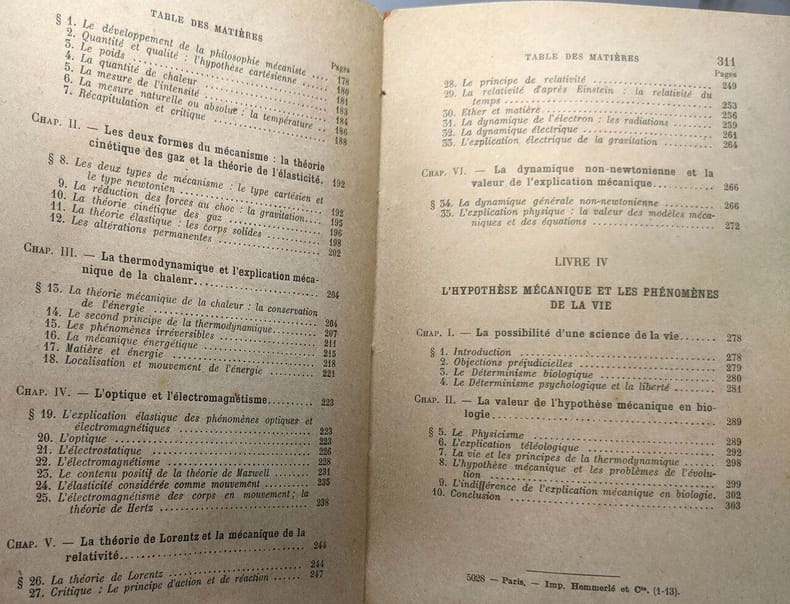 TABLE DES MATIÈRES
Pages
§ 1. Le développement de la philosophie mécaniste .... 178
2. Quantité et qualité : l'hypothèse cartésienne ..... 180
3. Le poids ..... 181
4. La quantité de chaleur ..... 183
5. La mesure de l'intensité ..... 184
6. La mesure naturelle ou absolue : la température .. 186
7. Récapitulation et critique ..... 188
CHAP. II. — Les deux formes du mécanisme : la théorie
cinétique des gaz et la théorie de l'élasticité. 192
§ 8. Les deux types de mécanisme : le type cartésien et
le type newtonien ..... 192
9. La réduction des forces au choc : la gravitation.... 195
10. La théorie cinétique des gaz ..... 196
11. La théorie élastique : les corps solides ..... 198
12. Les altérations permanentes ..... 202
CHAP. III. — La thermodynamique et l'explication méca-
nique de la chalenr..... 204
§ 13. La théorie mécanique de la chaleur : la conservation
de l'énergie ..... 204
14. Le second principe de la thermodynamique..... 207
15. Les phénomènes irréversibles ..... 211
16. La mécanique énergétique ..... 215
17. Matière et énergie ..... 218
18. Localisation et mouvement de l'énergie ..... 221
CHAP. IV. — L'optique et l'électromagnétisme..... 223
§ 19. L'explication élastique des phénomènes optiques et
électromagnétiques ..... 223
20. L'optique ..... 223
21. L'électrostatique ..... 226
22. L'électromagnétisme ..... 228
23. Le contenu positif de la théorie de Maxwell ..... 231
24. L'élasticité considérée comme mouvement ..... 235
25. L'électromagnétisme des corps en mouvement ; la
théorie de Hertz ..... 238
CHAP. V. — La théorie de Lorentz et la mécanique de la
relativité..... 244
§ 26. La théorie de Lorentz ..... 244
27. Critique : Le principe d'action et de réaction ..... 247
TABLE DES MATIÈRES 311
Pages
28. Le principe de relativité ..... 249
29. La relativité d'après Einstein : la relativité du
temps ..... 253
30. Ether et matière ..... 256
31. La dynamique de l'électron : les radiations ..... 259
32. La dynamique électrique ..... 261
33. L'explication électrique de la gravitation ..... 264
CHAP. VI. — La dynamique non-newtonienne et la
valeur de l'explication mécanique..... 266
§ 34. La dynamique générale non-newtonienne ..... 266
35. L'explication physique : la valeur des modèles méca-
niques et des équations ..... 272
LIVRE IV
L'HYPOTHÈSE MÉCANIQUE ET LES PHÉNOMÈNES
DE LA VIE
CHAP. I. — La possibilité d'une science de la vie..... 278
§ 1. Introduction ..... 278
2. Objections préjudicielles ..... 279
3. Le Déterminisme biologique ..... 280
4. Le Déterminisme psychologique et la liberté ..... 281
CHAP. II. — La valeur de l'hypothèse mécanique en bio-
logie..... 289
§ 5. Le Physicisme ..... 289
6. L'explication téléologique ..... 292
7. La vie et les principes de la thermodynamique ..... 298
8. L'hypothèse mécanique et les problèmes de l'évolu-
tion ..... 299
9. L'indifférence de l'explication mécanique en biologie. 302
10. Conclusion ..... 303
5028 — Paris. — Imp. Hemmerlé et Cie. (1-13).